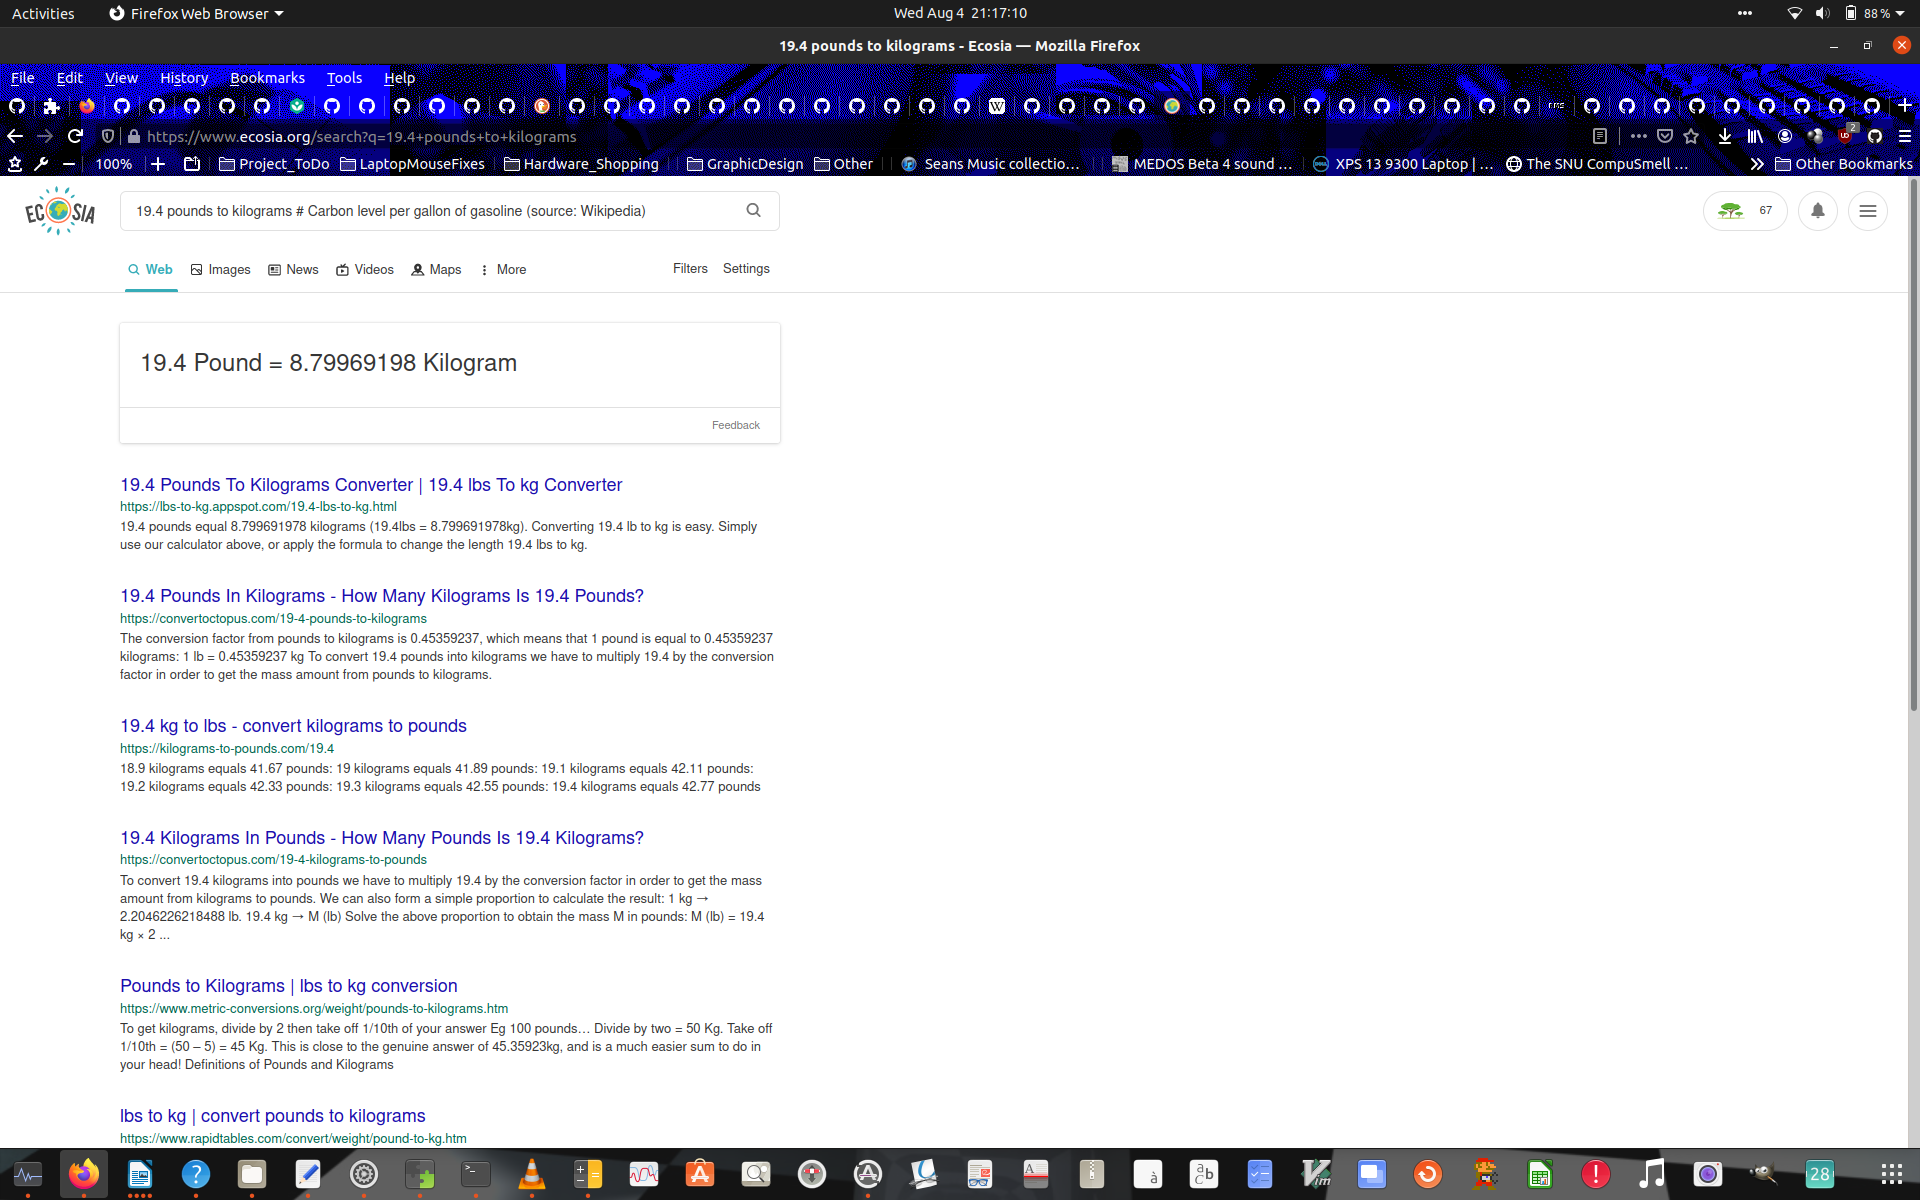 Activities
Firefox Web Browser
Wed Aug 4 21:17:10
88 %
19.4 pounds to kilograms - Ecosia — Mozilla Firefox
File Edit View History Bookmarks Tools Help
https://www.ecosia.org/search?q=19.4+pounds+to+kilograms
2
100%
Project_ToDo
LaptopMouseFixes
Hardware_Shopping
GraphicDesign
Other
Seans Music collectio…
MEDOS Beta 4 sound …
XPS 13 9300 Laptop | …
The SNU CompuSmell …
Other Bookmarks
ECOSIA
19.4 pounds to kilograms # Carbon level per gallon of gasoline (source: Wikipedia)
67
Web Images News Videos Maps More Filters Settings
19.4 Pound = 8.79969198 Kilogram
Feedback
19.4 Pounds To Kilograms Converter | 19.4 lbs To kg Converter
https://lbs-to-kg.appspot.com/19.4-lbs-to-kg.html
19.4 pounds equal 8.799691978 kilograms (19.4lbs = 8.799691978kg). Converting 19.4 lb to kg is easy. Simply
use our calculator above, or apply the formula to change the length 19.4 lbs to kg.
19.4 Pounds In Kilograms - How Many Kilograms Is 19.4 Pounds?
https://convertoctopus.com/19-4-pounds-to-kilograms
The conversion factor from pounds to kilograms is 0.45359237, which means that 1 pound is equal to 0.45359237
kilograms: 1 lb = 0.45359237 kg To convert 19.4 pounds into kilograms we have to multiply 19.4 by the conversion
factor in order to get the mass amount from pounds to kilograms.
19.4 kg to lbs - convert kilograms to pounds
https://kilograms-to-pounds.com/19.4
18.9 kilograms equals 41.67 pounds: 19 kilograms equals 41.89 pounds: 19.1 kilograms equals 42.11 pounds:
19.2 kilograms equals 42.33 pounds: 19.3 kilograms equals 42.55 pounds: 19.4 kilograms equals 42.77 pounds
19.4 Kilograms In Pounds - How Many Pounds Is 19.4 Kilograms?
https://convertoctopus.com/19-4-kilograms-to-pounds
To convert 19.4 kilograms into pounds we have to multiply 19.4 by the conversion factor in order to get the mass
amount from kilograms to pounds. We can also form a simple proportion to calculate the result: 1 kg →
2.2046226218488 lb. 19.4 kg → M (lb) Solve the above proportion to obtain the mass M in pounds: M (lb) = 19.4
kg × 2 ...
Pounds to Kilograms | lbs to kg conversion
https://www.metric-conversions.org/weight/pounds-to-kilograms.htm
To get kilograms, divide by 2 then take off 1/10th of your answer Eg 100 pounds… Divide by two = 50 Kg. Take off
1/10th = (50 – 5) = 45 Kg. This is close to the genuine answer of 45.35923kg, and is a much easier sum to do in
your head! Definitions of Pounds and Kilograms
lbs to kg | convert pounds to kilograms
https://www.rapidtables.com/convert/weight/pound-to-kg.htm
28